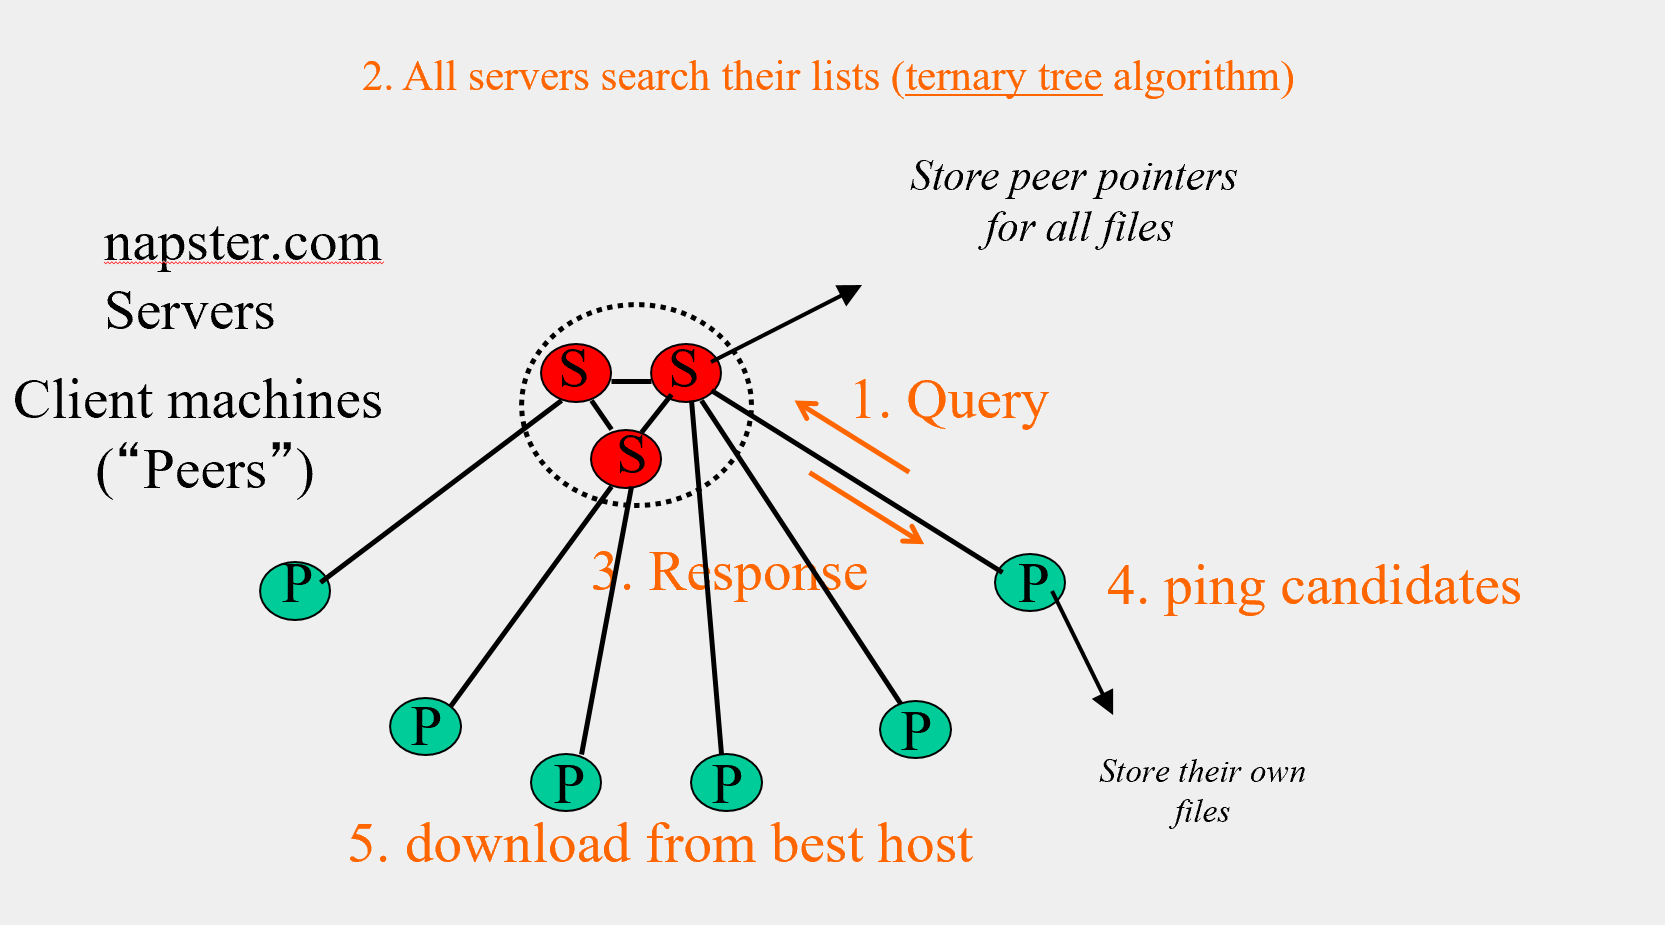 2. All servers search their lists (ternary tree algorithm)
Store peer pointers
for all files
napster.com
Servers
Client machines
(“Peers”)
S
S
S
1. Query
3. Response
P
P
4. ping candidates
P
P
P
P
Store their own
files
5. download from best host